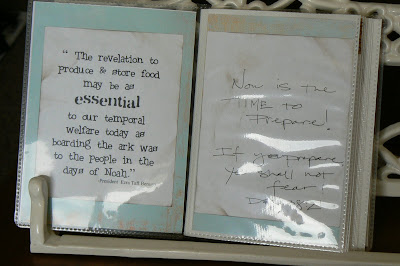 " The revelation to
produce & store food
may be as
essential
to our temporal
welfare today as
boarding the ark was
to the people in the
days of Noah."
-President Ezra Taft Benson
Now is the
TIME to
Prepare!
If ye prepare
Ye shall not
fear